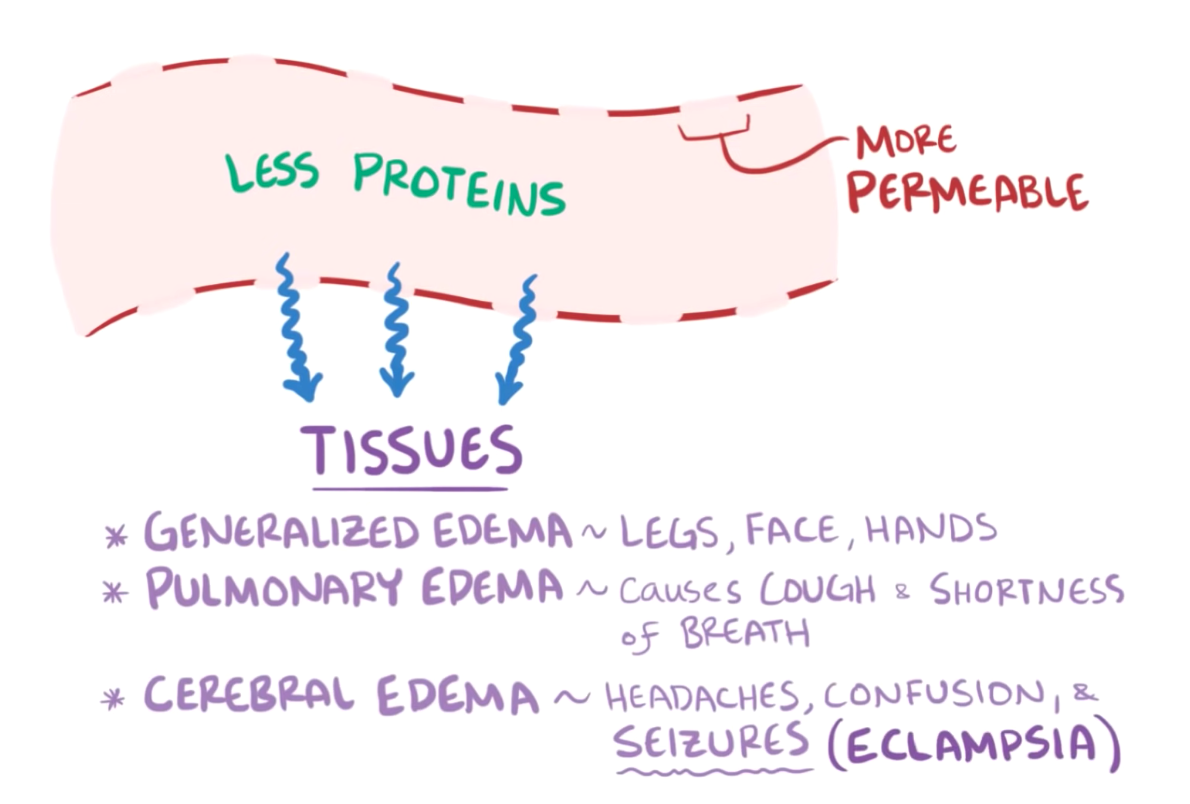 LESS PROTEINS
MORE
PERMEABLE
TISSUES
* GENERALIZED EDEMA ~ LEGS, FACE, HANDS
* PULMONARY EDEMA ~ Causes COUGH & SHORTNESS
of BREATH
* CEREBRAL EDEMA ~ HEADACHES, CONFUSION, &
SEIZURES (ECLAMPSIA)